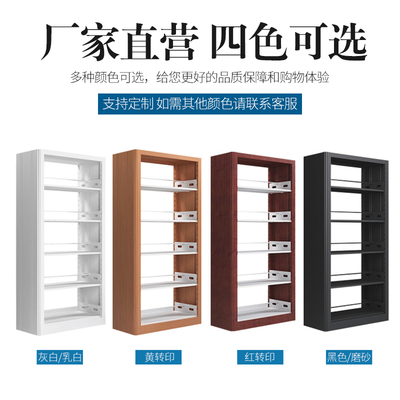 厂家直营 四色可选
多种颜色可选，给您更好的品质保障和购物体验
支持定制 如需其他颜色请联系客服
灰白/乳白
黄转印
红转印
黑色/磨砂